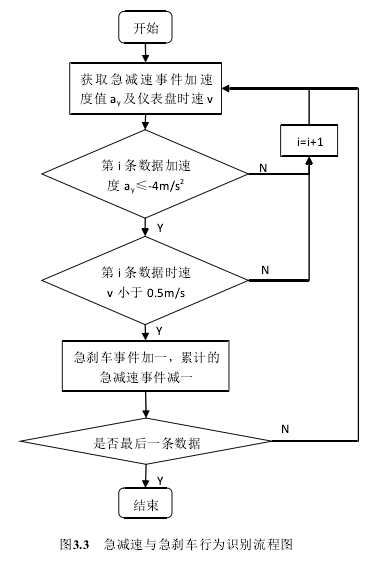 开始
获取急减速事件加速
度值 aᵧ 及仪表盘时速 v
第 i 条数据加速
度 aᵧ≤-4m/s²
N
i=i+1
Y
第 i 条数据时速
v 小于 0.5m/s
N
Y
急刹车事件加一，累计的
急减速事件减一
是否最后一条数据
N
Y
结束
图3.3 急减速与急刹车行为识别流程图